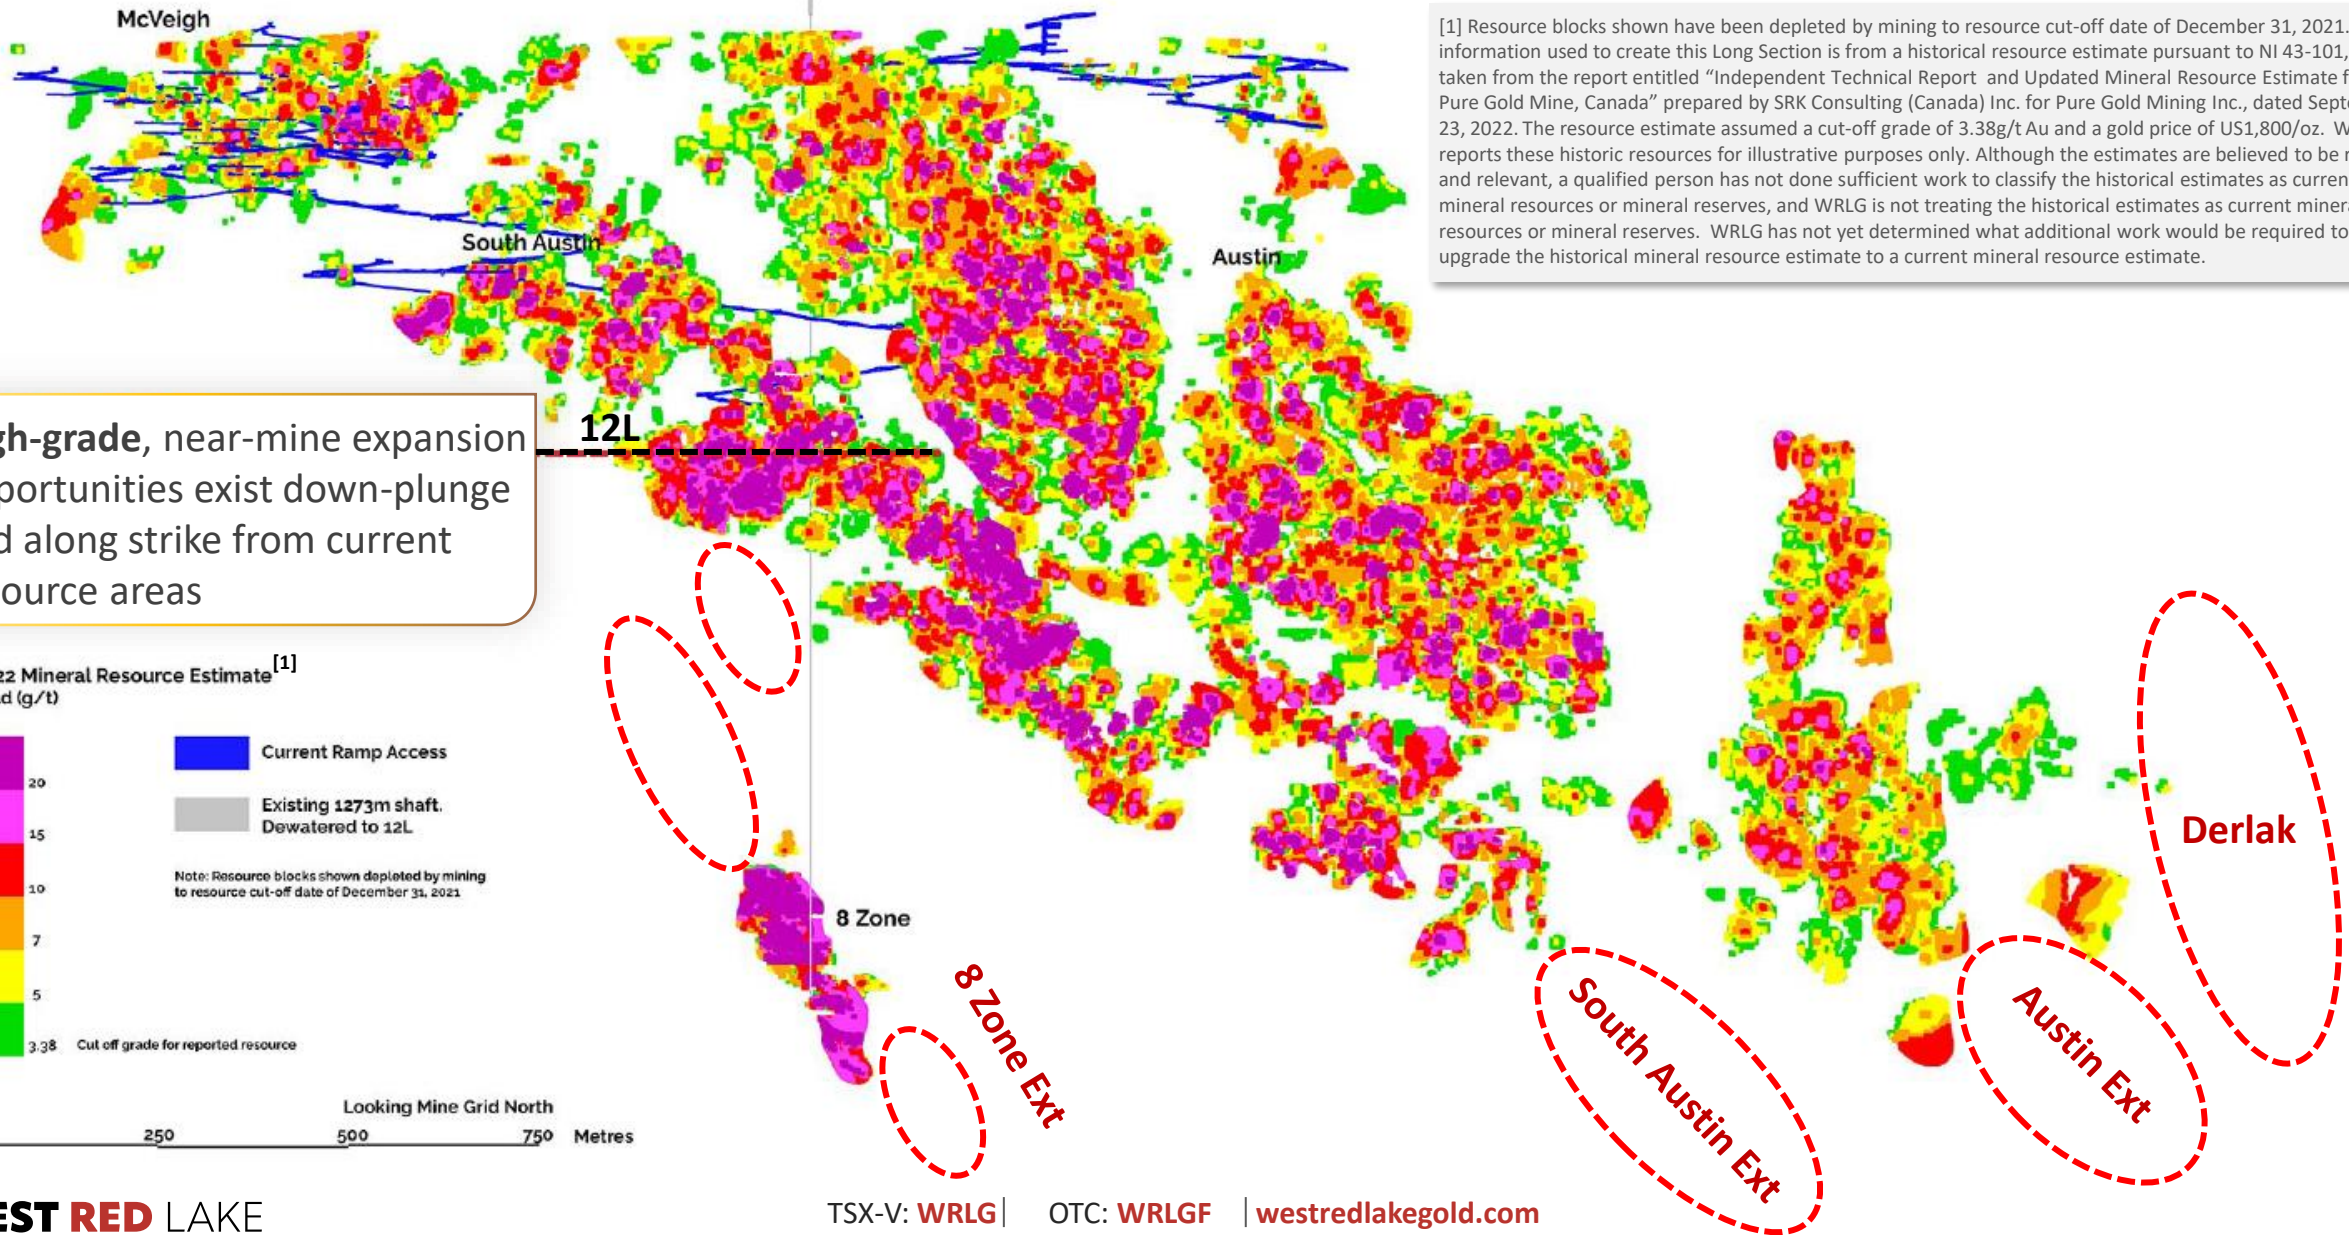 McVeigh
[1] Resource blocks shown have been depleted by mining to resource cut-off date of December 31, 2021.
information used to create this Long Section is from a historical resource estimate pursuant to NI 43-101,
taken from the report entitled “Independent Technical Report and Updated Mineral Resource Estimate f
Pure Gold Mine, Canada” prepared by SRK Consulting (Canada) Inc. for Pure Gold Mining Inc., dated Septe
23, 2022. The resource estimate assumed a cut-off grade of 3.38g/t Au and a gold price of US1,800/oz. W
reports these historic resources for illustrative purposes only. Although the estimates are believed to be r
and relevant, a qualified person has not done sufficient work to classify the historical estimates as curren
mineral resources or mineral reserves, and WRLG is not treating the historical estimates as current minera
resources or mineral reserves. WRLG has not yet determined what additional work would be required to
upgrade the historical mineral resource estimate to a current mineral resource estimate.
South Austin
Austin
12L
gh-grade, near-mine expansion
portunities exist down-plunge
d along strike from current
ource areas
22 Mineral Resource Estimate[1]
d (g/t)
20
15
10
7
5
3.38 Cut off grade for reported resource
Current Ramp Access
Existing 1273m shaft.
Dewatered to 12L
Note: Resource blocks shown depleted by mining
to resource cut-off date of December 31, 2021
8 Zone
8 Zone Ext
South Austin Ext
Austin Ext
Derlak
Looking Mine Grid North
250 500 750 Metres
EST RED LAKE
TSX-V: WRLG| OTC: WRLGF | westredlakegold.com